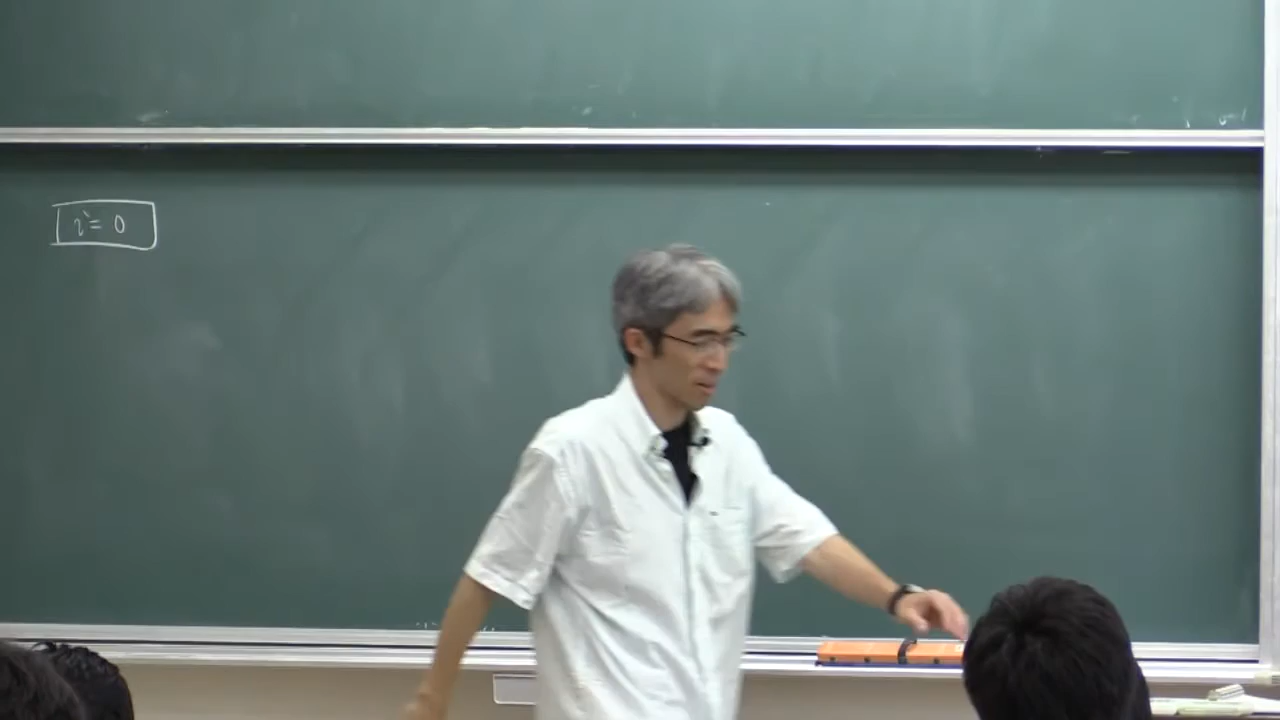 i = 0